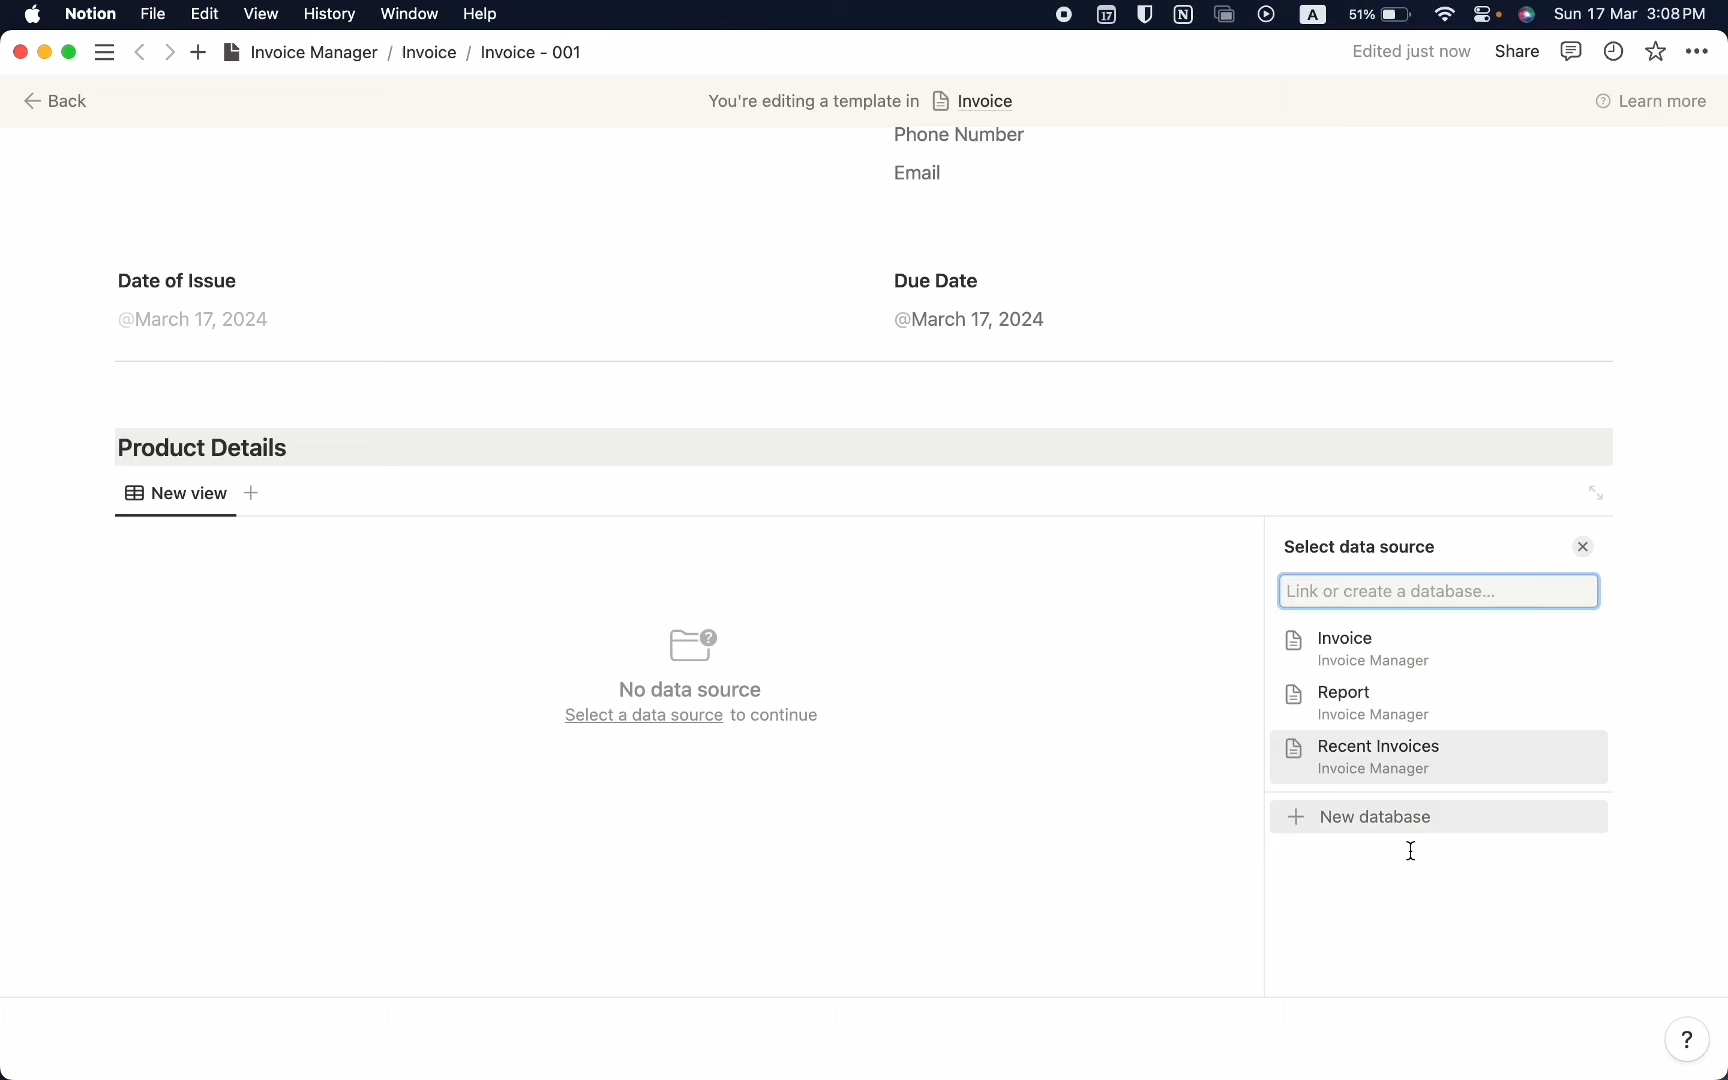 Notion File Edit View History Window Help 17 N A 51% Sun 17 Mar 3:08 PM
Invoice Manager / Invoice / Invoice - 001 Edited just now Share
Back You're editing a template in Invoice ? Learn more
Phone Number
Email
Date of Issue Due Date
@March 17, 2024 @March 17, 2024
Product Details
New view +
Select data source
Link or create a database...
Invoice
Invoice Manager
Report
Invoice Manager
Recent Invoices
Invoice Manager
+ New database
?
No data source
Select a data source to continue
?